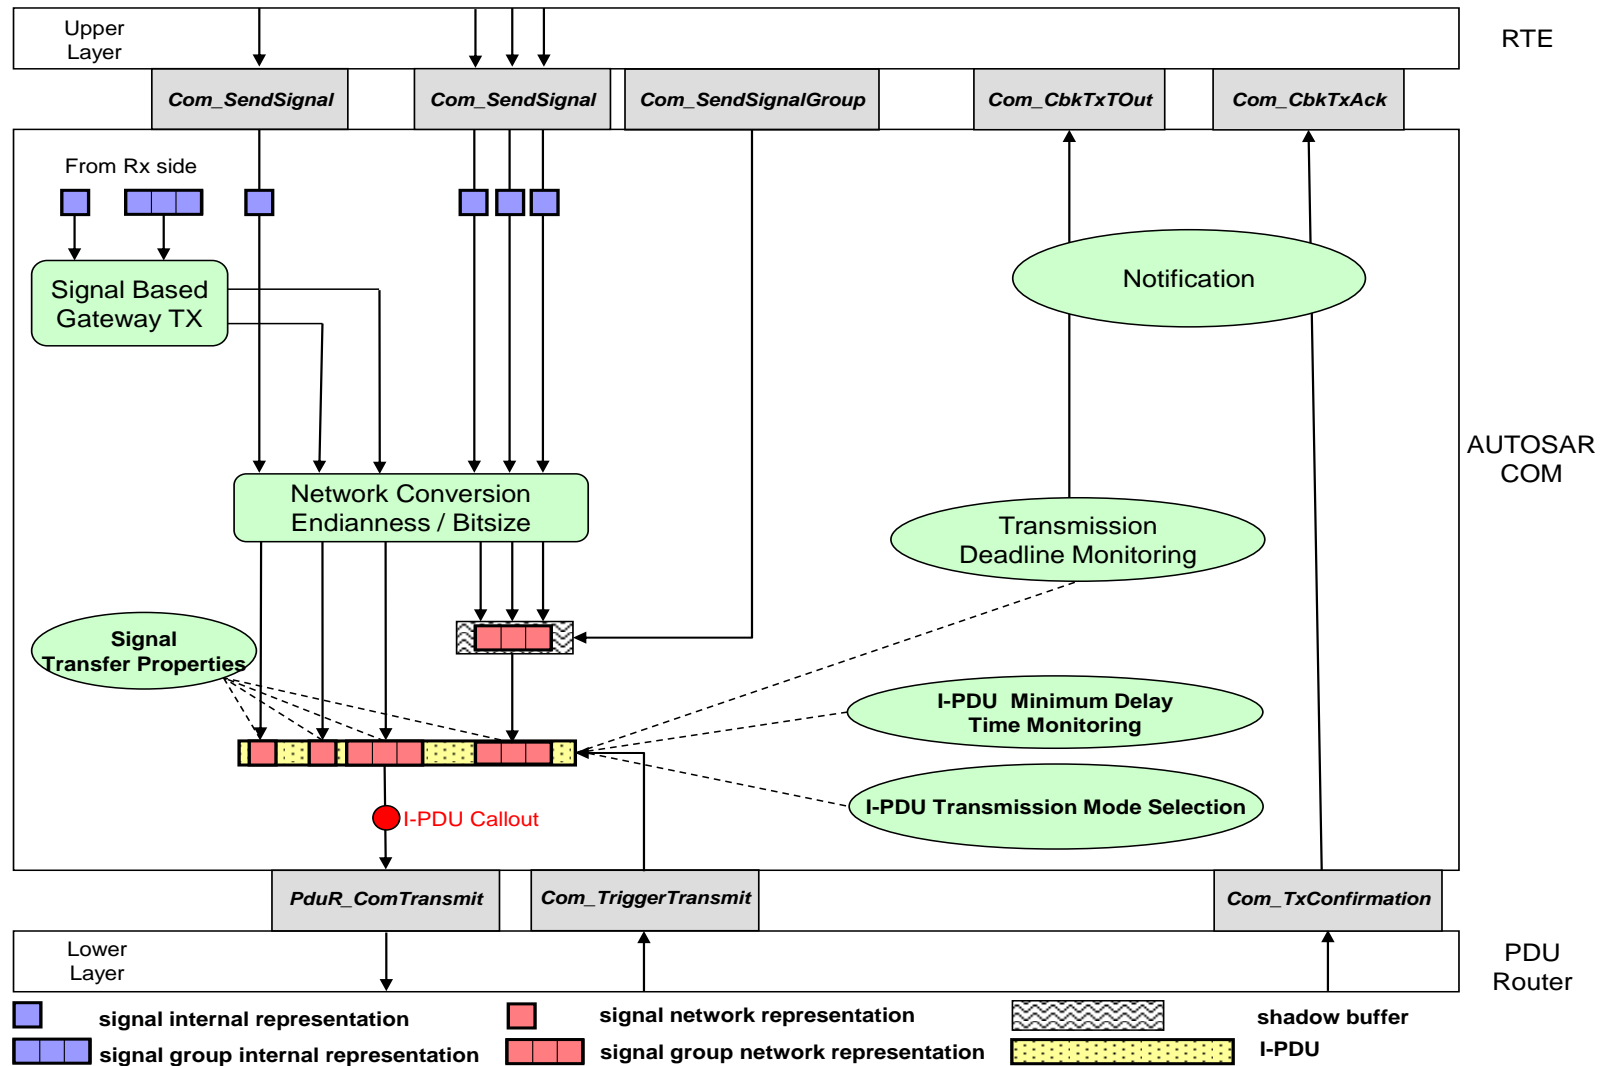 Upper
Layer
RTE
Com_SendSignal
Com_SendSignal
Com_SendSignalGroup
Com_CbkTxTOut
Com_CbkTxAck
From Rx side
Signal Based
Gateway TX
Notification
AUTOSAR
COM
Network Conversion
Endianness / Bitsize
Transmission
Deadline Monitoring
Signal
Transfer Properties
I-PDU Minimum Delay
Time Monitoring
I-PDU Transmission Mode Selection
I-PDU Callout
PduR_ComTransmit
Com_TriggerTransmit
Com_TxConfirmation
Lower
Layer
PDU
Router
signal internal representation
signal network representation
shadow buffer
signal group internal representation
signal group network representation
I-PDU